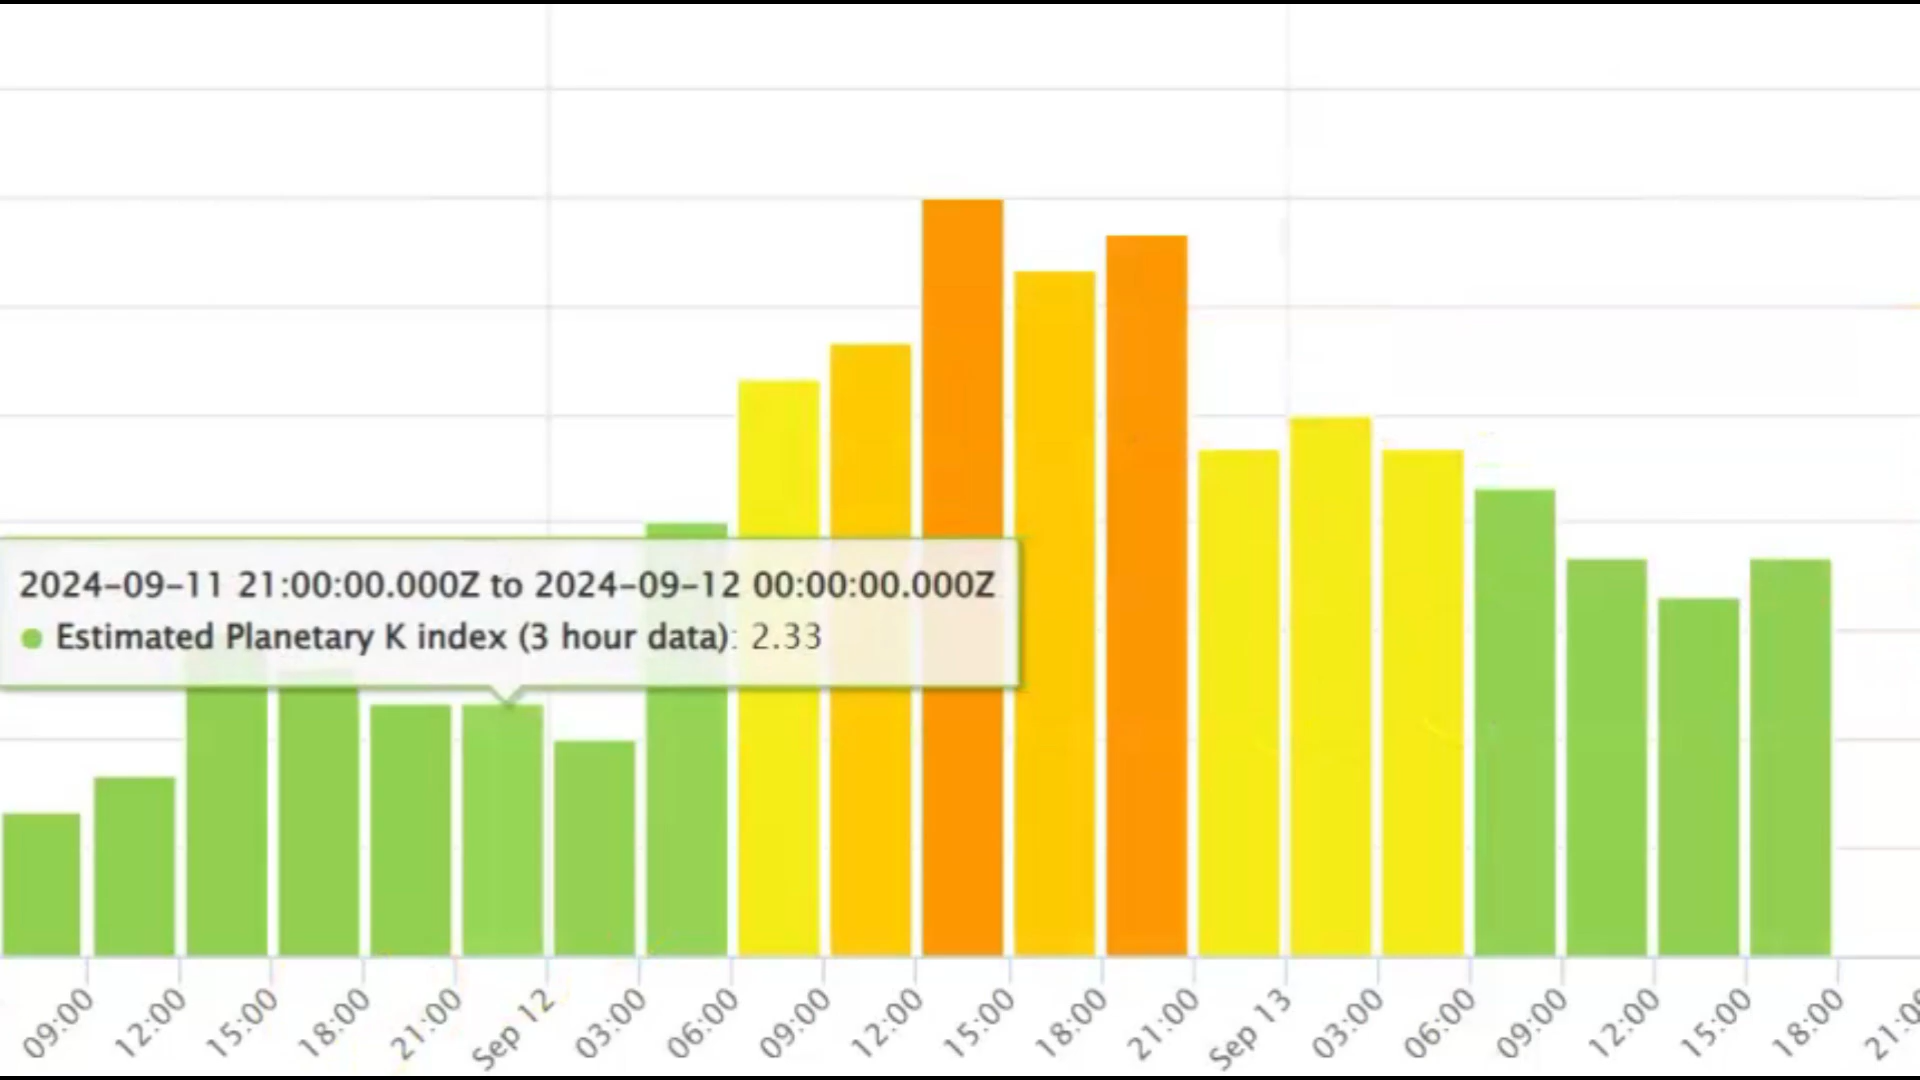 2024-09-11 21:00:00.000Z to 2024-09-12 00:00:00.000Z
Estimated Planetary K index (3 hour data): 2.33
09:00 12:00 15:00 18:00 21:00 Sep 12 03:00 06:00 09:00 12:00 15:00 18:00 21:00 Sep 13 03:00 06:00 09:00 12:00 15:00 18:00 21:00